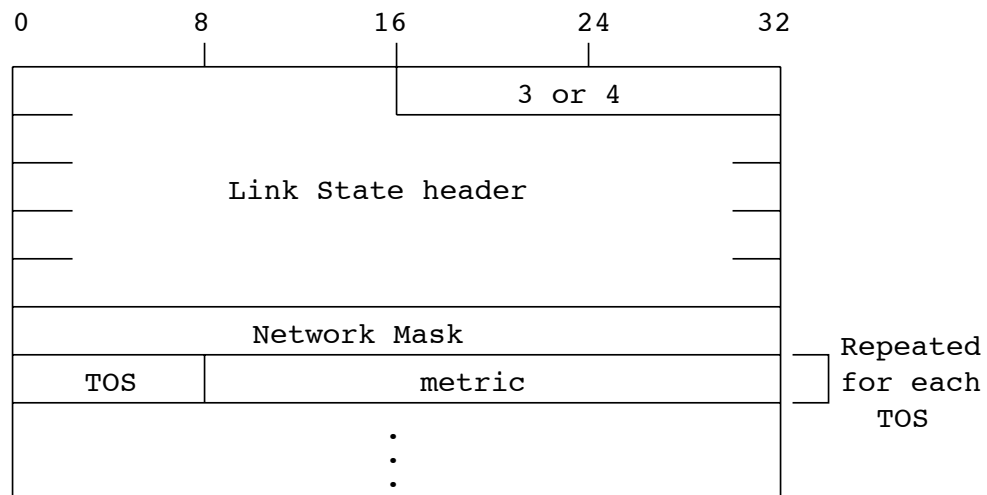 0 8 16 24 32
3 or 4
Link State header
Network Mask
TOS metric
Repeated
for each
TOS
.
.
.